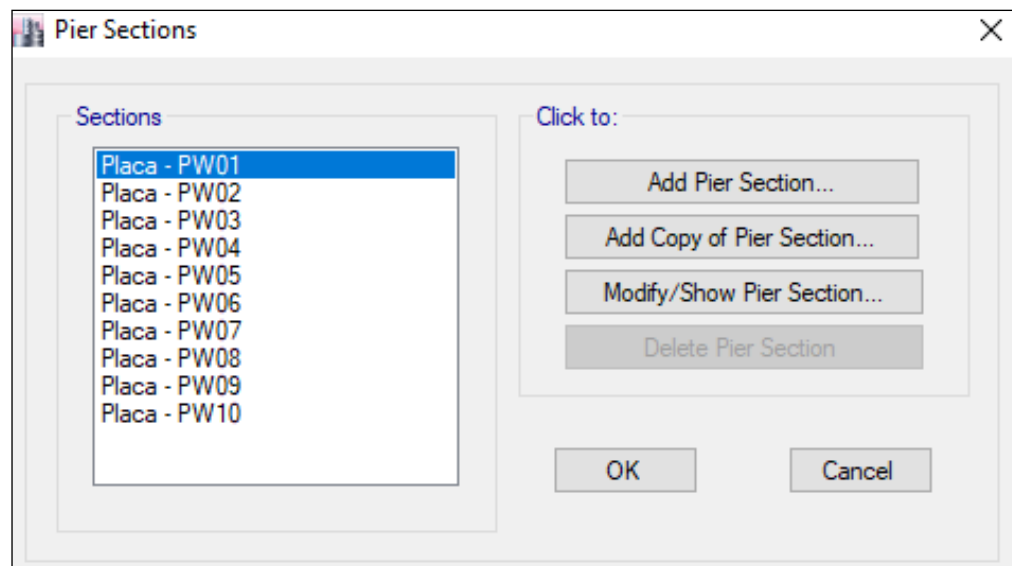 Pier Sections
Sections
Placa - PW01
Placa - PW02
Placa - PW03
Placa - PW04
Placa - PW05
Placa - PW06
Placa - PW07
Placa - PW08
Placa - PW09
Placa - PW10
Click to:
Add Pier Section...
Add Copy of Pier Section...
Modify/Show Pier Section...
Delete Pier Section
OK
Cancel